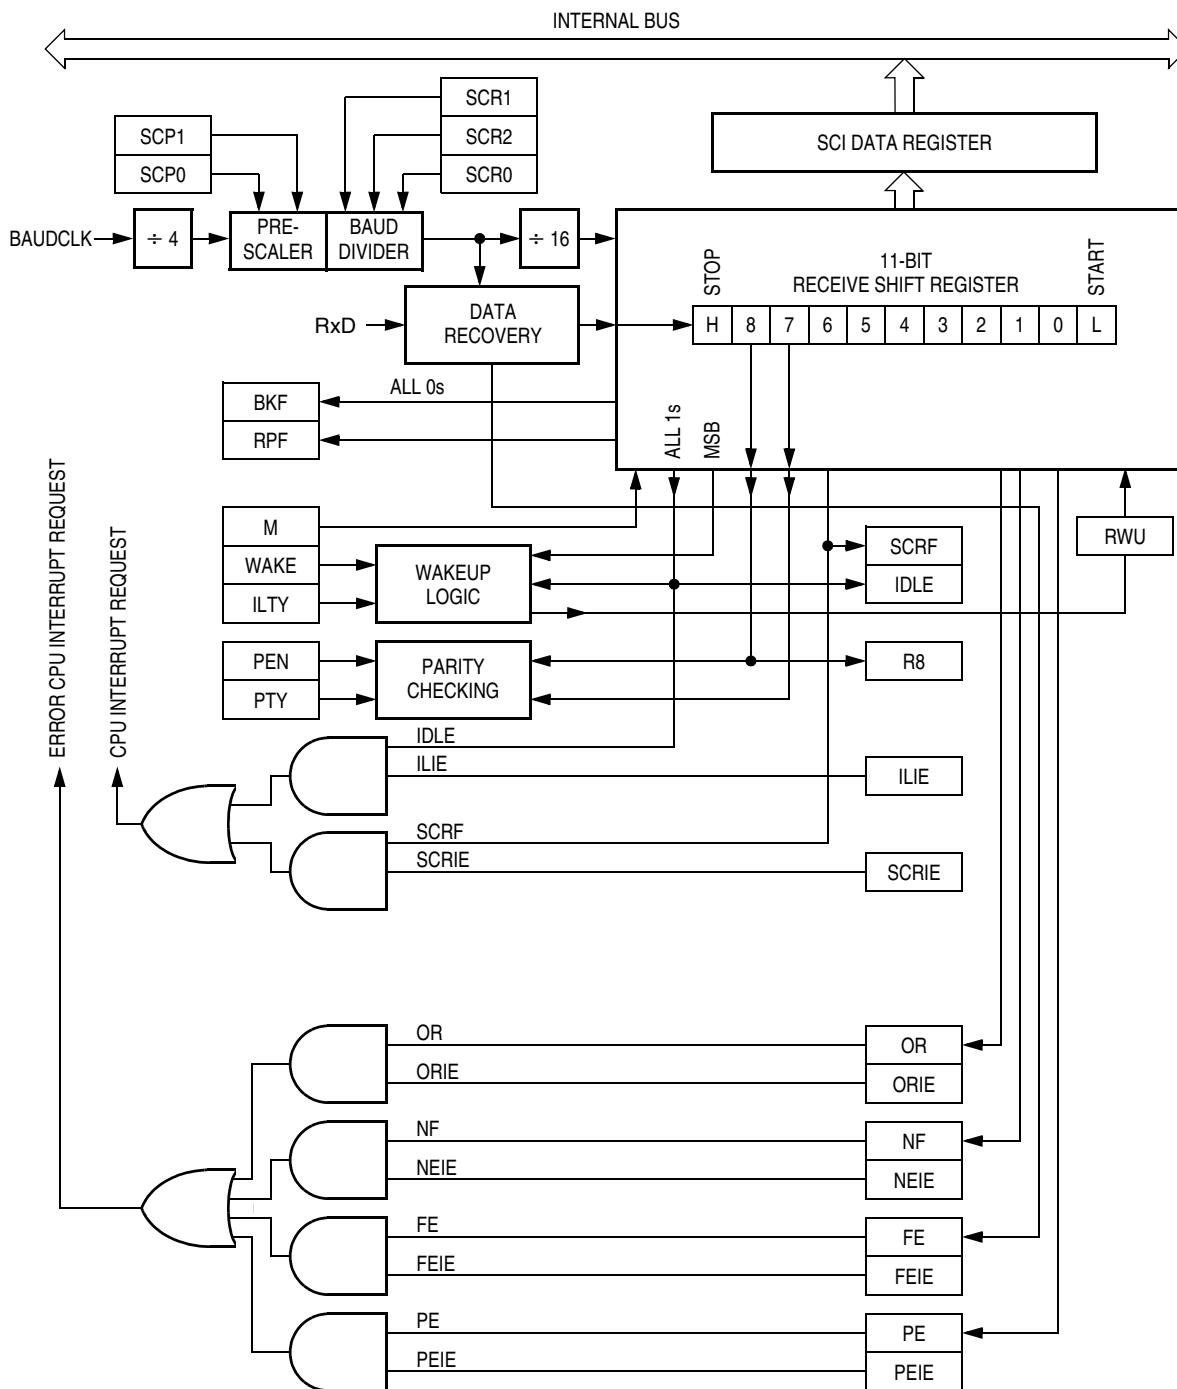 INTERNAL BUS
SCR1
SCR2
SCR0
SCP1
SCP0
SCI DATA REGISTER
BAUDCLK
÷ 4
PRE-
SCALER
BAUD
DIVIDER
÷ 16
STOP
11-BIT
RECEIVE SHIFT REGISTER
START
RxD
DATA
RECOVERY
H 8 7 6 5 4 3 2 1 0 L
ALL 0s
BKF
RPF
ALL 1s
MSB
M
WAKE
ILTY
WAKEUP
LOGIC
SCRF
IDLE
RWU
PEN
PTY
PARITY
CHECKING
R8
ERROR CPU INTERRUPT REQUEST
CPU INTERRUPT REQUEST
IDLE
ILIE
ILIE
SCRF
SCRIE
SCRIE
OR
ORIE
OR
ORIE
NF
NEIE
NF
NEIE
FE
FEIE
FE
FEIE
PE
PEIE
PE
PEIE